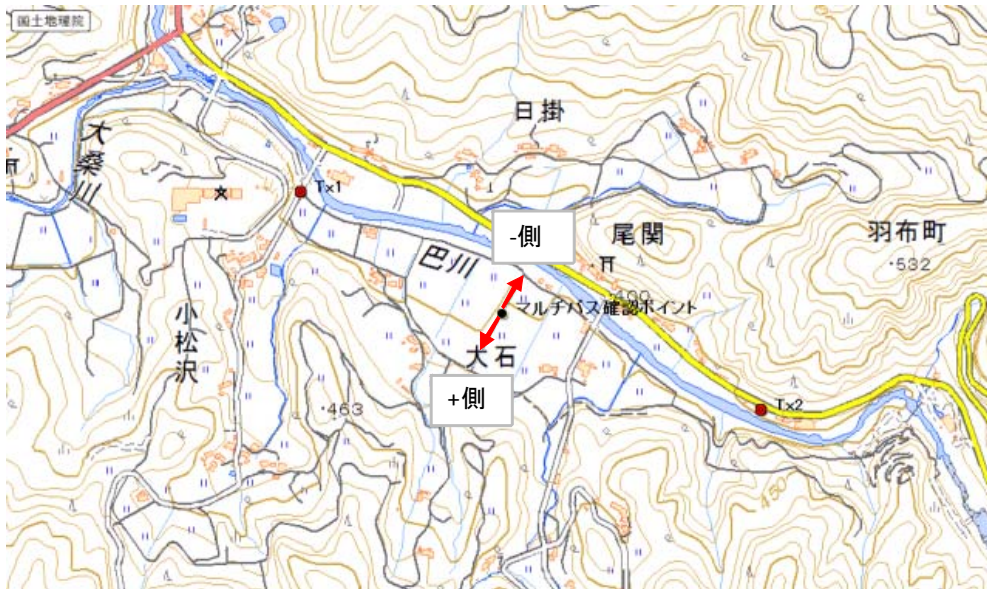 国土地理院
日掛
大桑川
Tx1
-側
尾関
羽布町
・532
巴川
400
マルチパス確認ポイント
小松沢
大石
+側
・463
Tx2
450